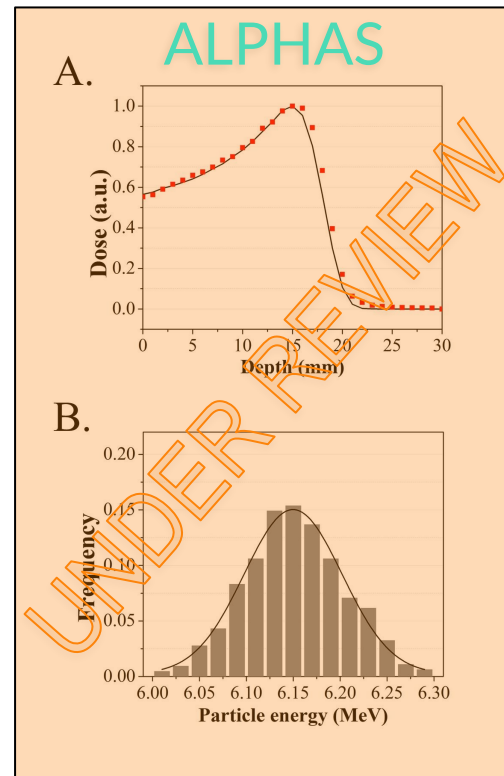 ALPHAS
A.
1.0
0.8
0.6
0.4
0.2
0.0
Dose (a.u.)
0 5 10 15 20 25 30
Depth (mm)
UNDER REVIEW
B.
0.20
0.15
0.10
0.05
0.00
Frequency
6.00 6.05 6.10 6.15 6.20 6.25 6.30
Particle energy (MeV)